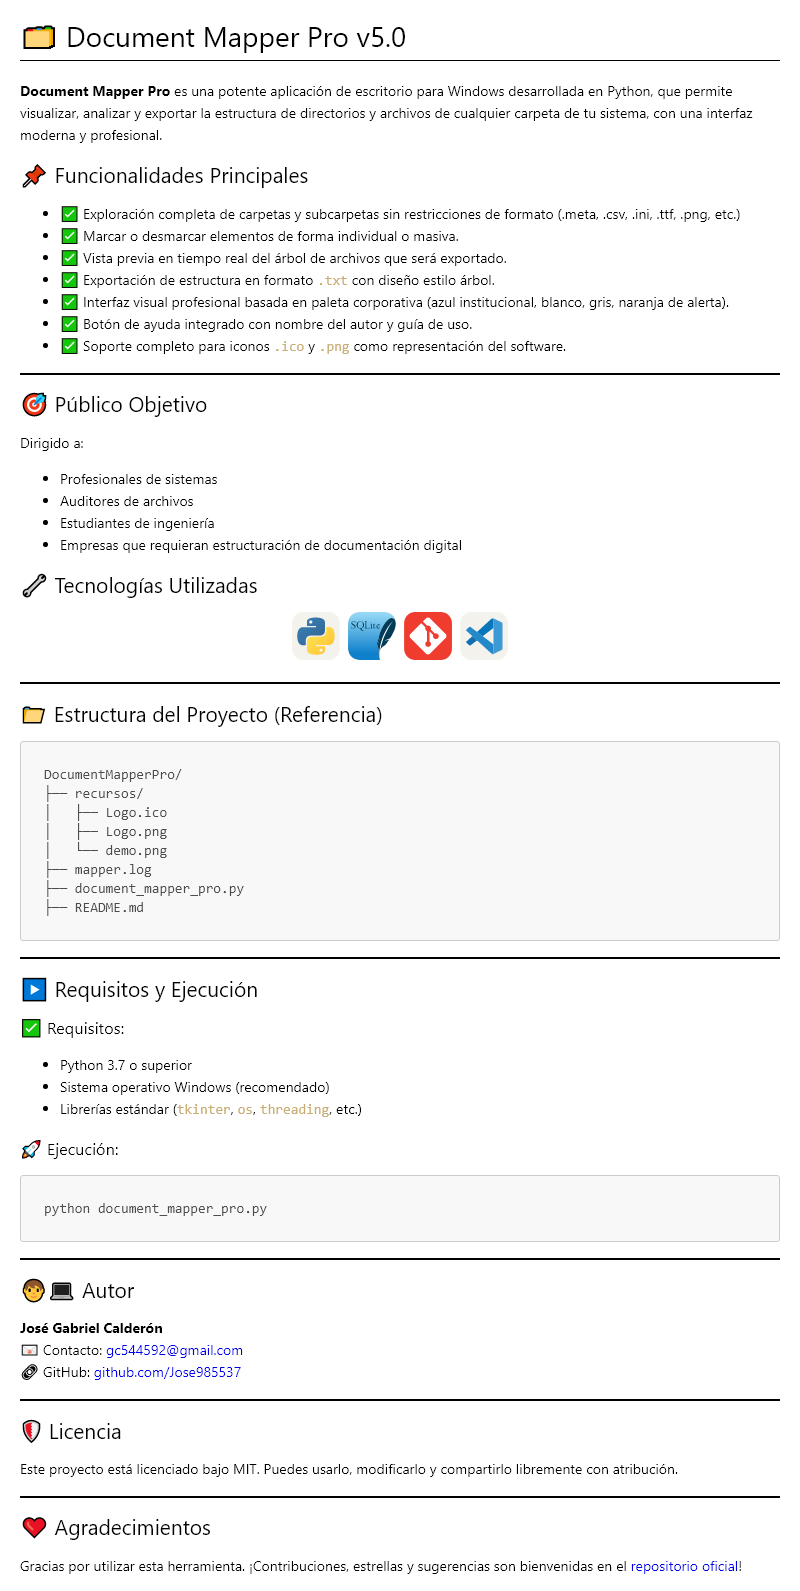 Document Mapper Pro v5.0
Document Mapper Pro es una potente aplicación de escritorio para Windows desarrollada en Python, que permite
visualizar, analizar y exportar la estructura de directorios y archivos de cualquier carpeta de tu sistema, con una interfaz
moderna y profesional.
Funcionalidades Principales
• ✅ Exploración completa de carpetas y subcarpetas sin restricciones de formato (.meta, .csv, .ini, .ttf, .png, etc.)
• ✅ Marcar o desmarcar elementos de forma individual o masiva.
• ✅ Vista previa en tiempo real del árbol de archivos que será exportado.
• ✅ Exportación de estructura en formato .txt con diseño estilo árbol.
• ✅ Interfaz visual profesional basada en paleta corporativa (azul institucional, blanco, gris, naranja de alerta).
• ✅ Botón de ayuda integrado con nombre del autor y guía de uso.
• ✅ Soporte completo para iconos .ico y .png como representación del software.
Público Objetivo
Dirigido a:
• Profesionales de sistemas
• Auditores de archivos
• Estudiantes de ingeniería
• Empresas que requieran estructuración de documentación digital
Tecnologías Utilizadas
SQLite
Estructura del Proyecto (Referencia)
DocumentMapperPro/
├── recursos/
│   ├── Logo.ico
│   ├── Logo.png
│   └── demo.png
├── mapper.log
├── document_mapper_pro.py
├── README.md
Requisitos y Ejecución
✅ Requisitos:
• Python 3.7 o superior
• Sistema operativo Windows (recomendado)
• Librerías estándar (tkinter, os, threading, etc.)
Ejecución:
python document_mapper_pro.py
Autor
José Gabriel Calderón
Contacto: gc544592@gmail.com
GitHub: github.com/Jose985537
Licencia
Este proyecto está licenciado bajo MIT. Puedes usarlo, modificarlo y compartirlo libremente con atribución.
Agradecimientos
Gracias por utilizar esta herramienta. ¡Contribuciones, estrellas y sugerencias son bienvenidas en el repositorio oficial!